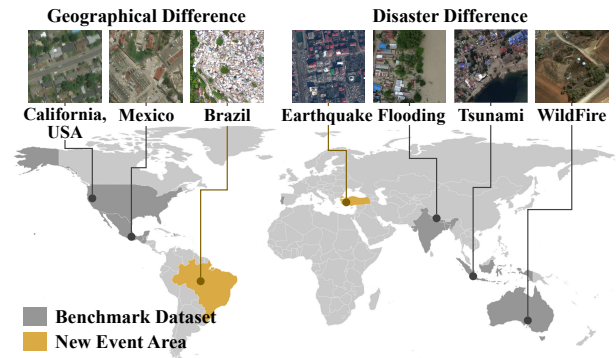 Geographical Difference
Disaster Difference
California,
USA
Mexico
Brazil
Earthquake
Flooding
Tsunami
WildFire
Benchmark Dataset
New Event Area